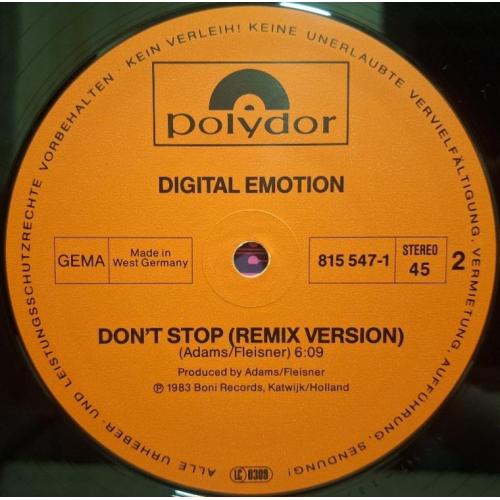 ALLE URHEBER- UND LEISTUNGSSCHUTZRECHTE VORBEHALTEN · KEIN VERLEIH! KEINE UNERLAUBTE VERVIELFÄLTIGUNG, VERMIETUNG, AUFFÜHRUNG, SENDUNG!
polydor
DIGITAL EMOTION
GEMA
Made in
West Germany
815 547-1
STEREO
45
2
DON'T STOP (REMIX VERSION)
(Adams/Fleisner) 6:09
Produced by Adams/Fleisner
℗ 1983 Boni Records, Katwijk/Holland
LC 0309